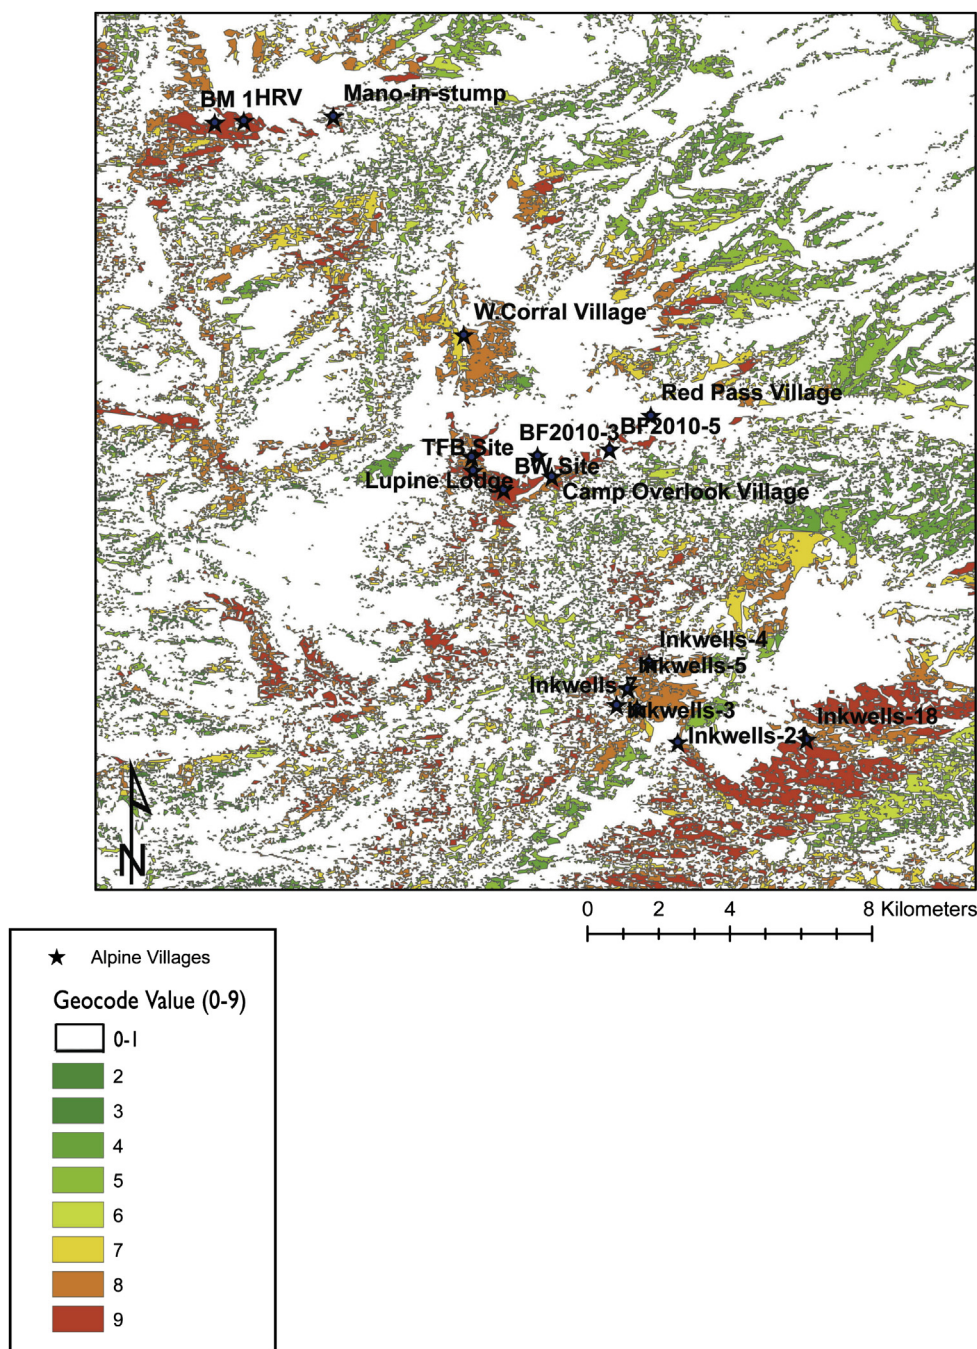 BM 1 HRV
Mano-in-stump
W.Corral Village
Red Pass Village
BF2010-3
BF2010-5
TFB Site
BW Site
Lupine Lodge
Camp Overlook Village
Inkwells-4
Inkwells-5
Inkwells-7
Inkwells-3
Inkwells-18
Inkwells-21
N
0 2 4 8 Kilometers
Alpine Villages
Geocode Value (0-9)
0-1
2
3
4
5
6
7
8
9